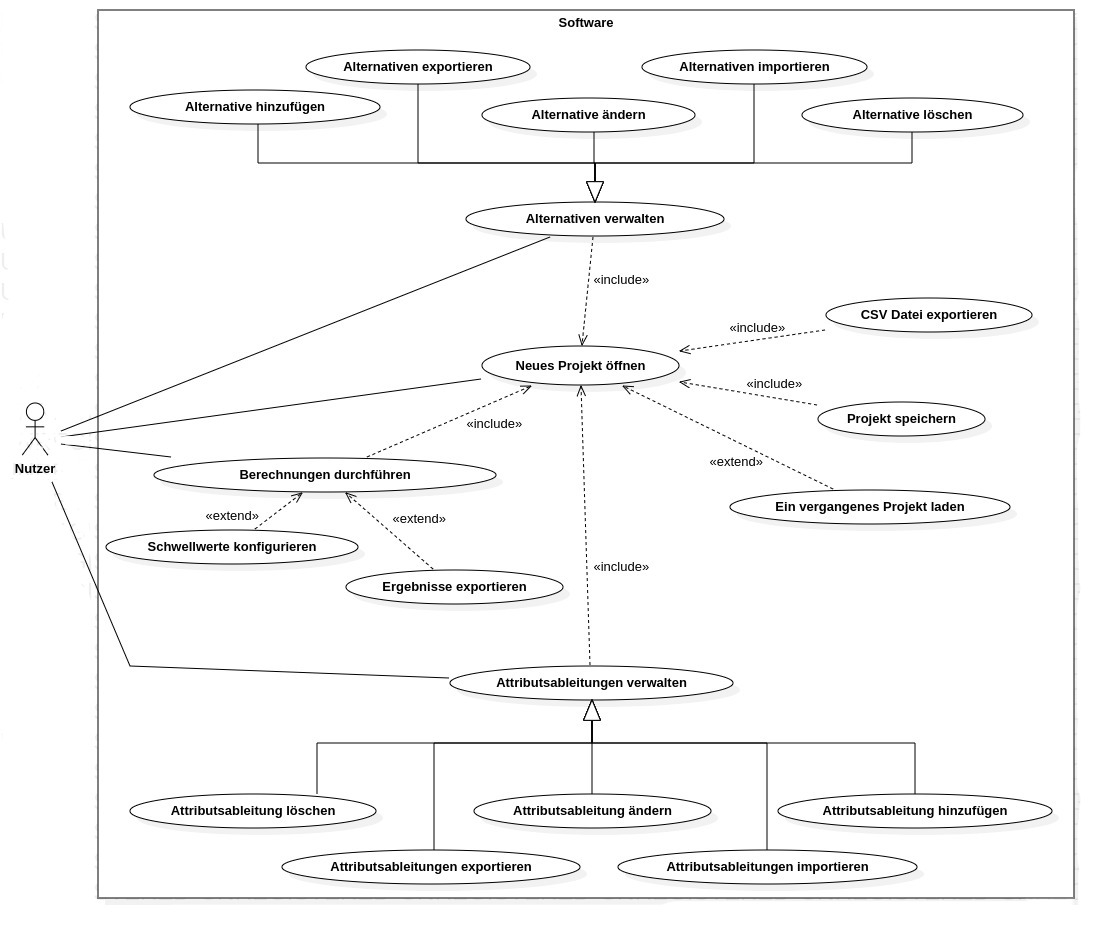 Software
Alternativen exportieren
Alternativen importieren
Alternative hinzufügen
Alternative ändern
Alternative löschen
Alternativen verwalten
«include»
CSV Datei exportieren
«include»
Neues Projekt öffnen
«include»
Projekt speichern
«include»
«extend»
Nutzer
Berechnungen durchführen
Ein vergangenes Projekt laden
«extend»
«extend»
Schwellwerte konfigurieren
«include»
Ergebnisse exportieren
Attributsableitungen verwalten
Attributsableitung löschen
Attributsableitung ändern
Attributsableitung hinzufügen
Attributsableitungen exportieren
Attributsableitungen importieren